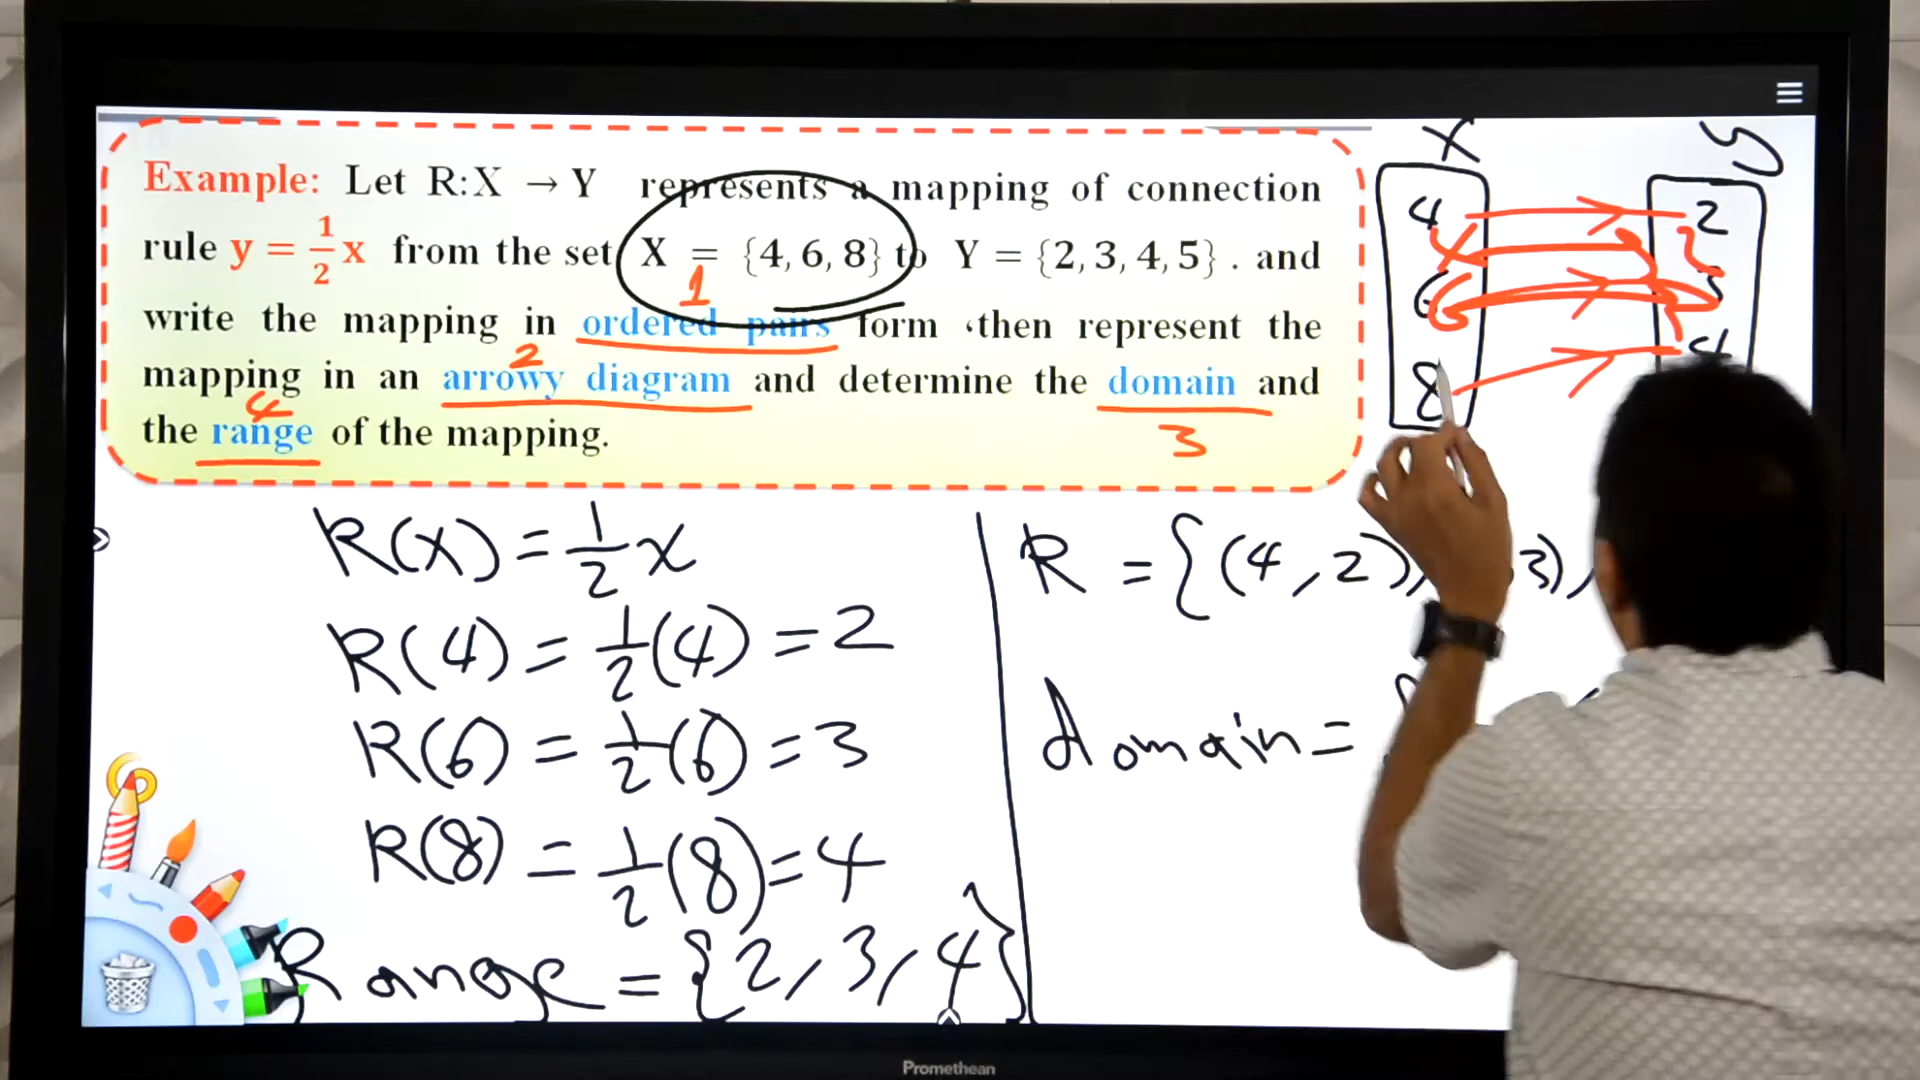 Example: Let R:X → Y represents a mapping of connection
rule y = 1/2 x from the set X = {4, 6, 8} to Y = {2, 3, 4, 5} . and
1
write the mapping in ordered pairs form ،then represent the
2
mapping in an arrowy diagram and determine the domain and
4
the range of the mapping.
3
X
4
6
8
y
2
3
4
R(x) = 1/2 x
R(4) = 1/2 (4) = 2
R(6) = 1/2 (6) = 3
R(8) = 1/2 (8) = 4
Range = {2, 3, 4}
R = {(4, 2), 3),
domain =
Promethean